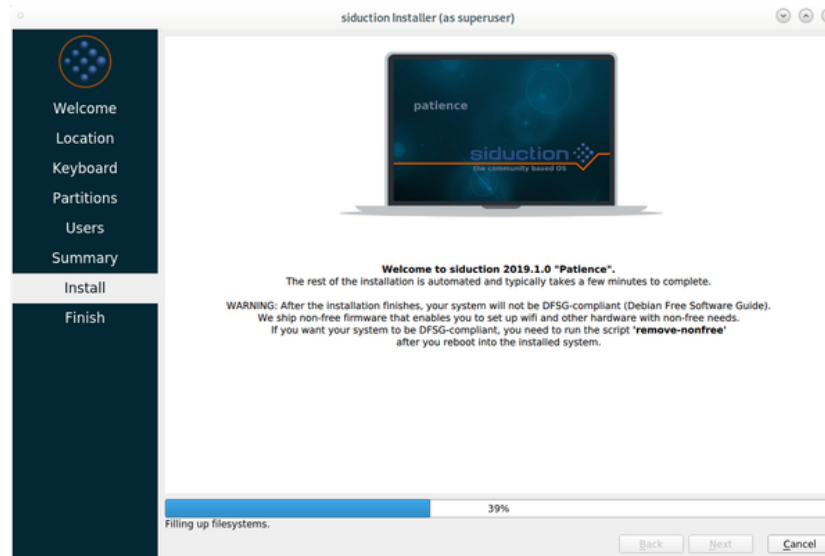 siduction Installer (as superuser)
Welcome
Location
Keyboard
Partitions
Users
Summary
Install
Finish
patience
siduction
the community based OS
Welcome to siduction 2019.1.0 "Patience".
The rest of the installation is automated and typically takes a few minutes to complete.
WARNING: After the installation finishes, your system will not be DFSG-compliant (Debian Free Software Guide).
We ship non-free firmware that enables you to set up wifi and other hardware with non-free needs.
If you want your system to be DFSG-compliant, you need to run the script 'remove-nonfree'
after you reboot into the installed system.
39%
Filling up filesystems.
Back
Next
Cancel